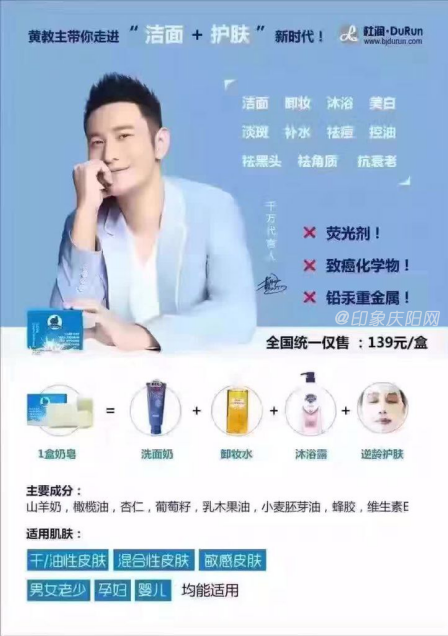 黄教主带你走进“洁面 + 护肤”新时代！
杜润·DuRun
www.bjdurun.com
洁面 卸妆 沐浴 美白
淡斑 补水 祛痘 控油
祛黑头 祛角质 抗衰老
千万代言人
× 荧光剂！
× 致癌化学物！
× 铅汞重金属！
@印象庆阳网
全国统一仅售 ：139元/盒
= + + +
1盒奶皂 洗面奶 卸妆水 沐浴露 逆龄护肤
主要成分：
山羊奶，橄榄油，杏仁，葡萄籽，乳木果油，小麦胚芽油，蜂胶，维生素E
适用肌肤：
干/油性皮肤 混合性皮肤 敏感皮肤
男女老少 孕妇 婴儿 均能适用